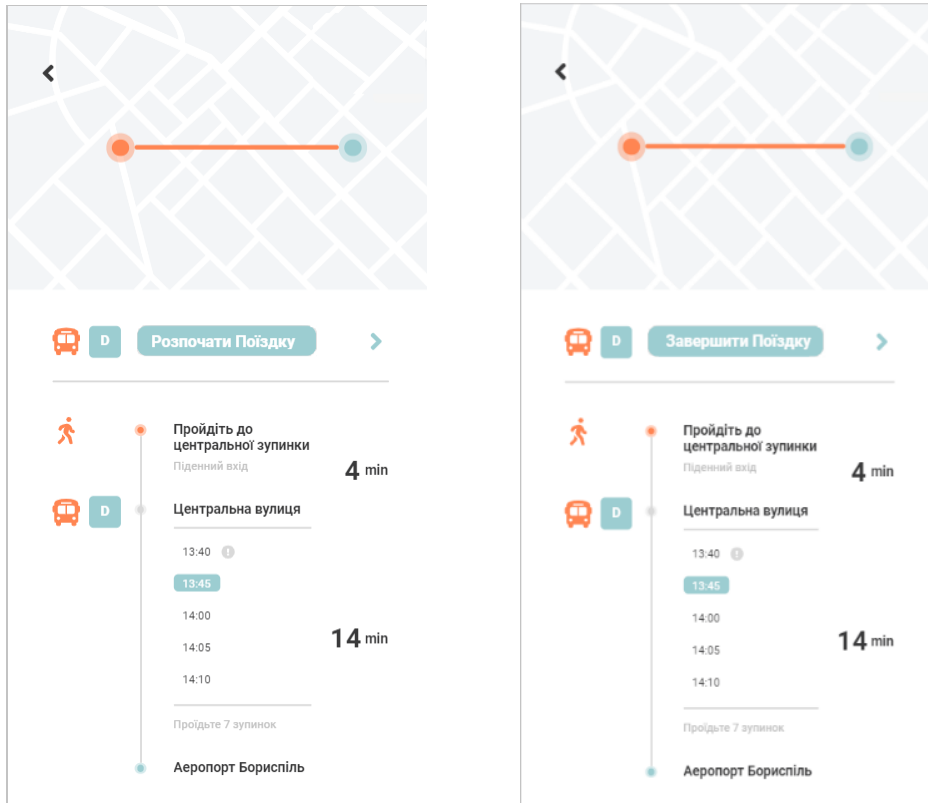 D Розпочати Поїздку
Пройдіть до
центральної зупинки
Піденний вхід
4 min
D Центральна вулиця
13:40
13:45
14:00
14:05
14 min
14:10
Проїдьте 7 зупинок
Аеропорт Бориспіль
D Завершити Поїздку
Пройдіть до
центральної зупинки
Піденний вхід
4 min
D Центральна вулиця
13:40
13:45
14:00
14:05
14 min
14:10
Проїдьте 7 зупинок
Аеропорт Бориспіль